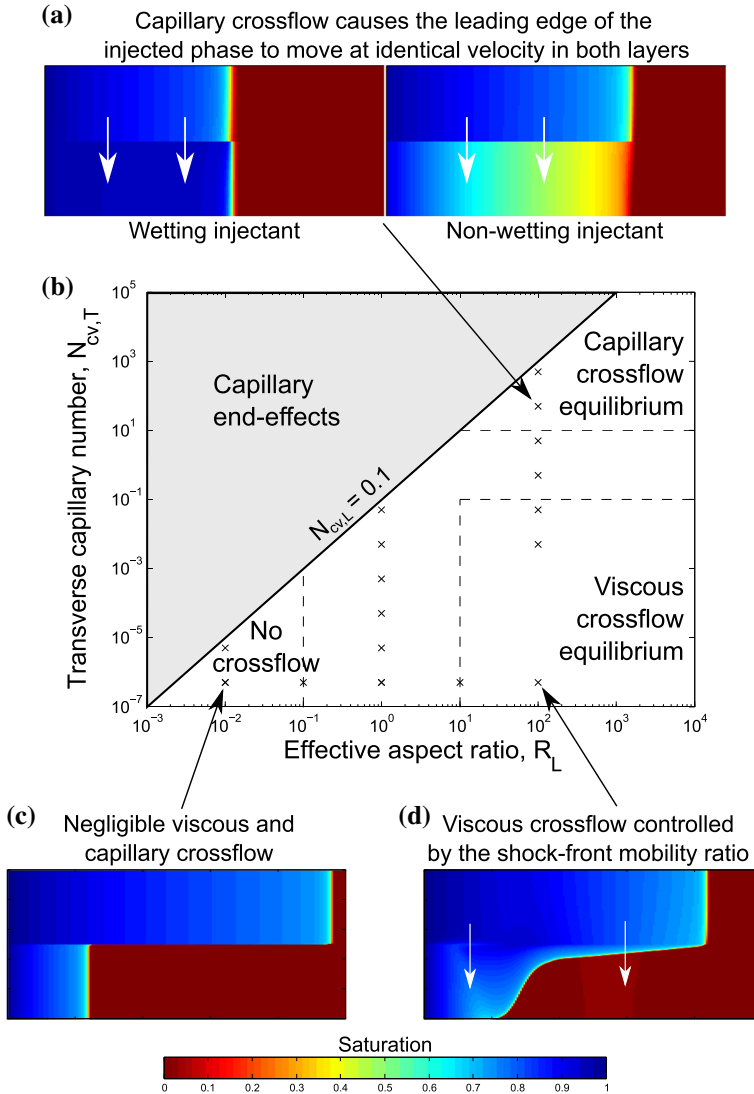 (a)
Capillary crossflow causes the leading edge of the
injected phase to move at identical velocity in both layers
Wetting injectant
Non-wetting injectant
(b)
Transverse capillary number, N_cv,T
10^5
10^3
10^1
10^-1
10^-3
10^-5
10^-7
Capillary
end-effects
N_cv,L = 0.1
Capillary
crossflow
equilibrium
No
crossflow
Viscous
crossflow
equilibrium
10^-3
10^-2
10^-1
10^0
10^1
10^2
10^3
10^4
Effective aspect ratio, R_L
(c)
Negligible viscous and
capillary crossflow
(d)
Viscous crossflow controlled
by the shock-front mobility ratio
Saturation
0 0.1 0.2 0.3 0.4 0.5 0.6 0.7 0.8 0.9 1